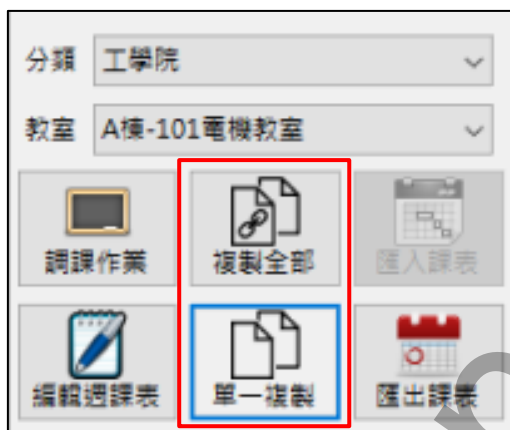 分類 工學院
教室 A棟-101電機教室
調課作業 複製全部 匯入課表
編輯週課表 單一複製 匯出課表